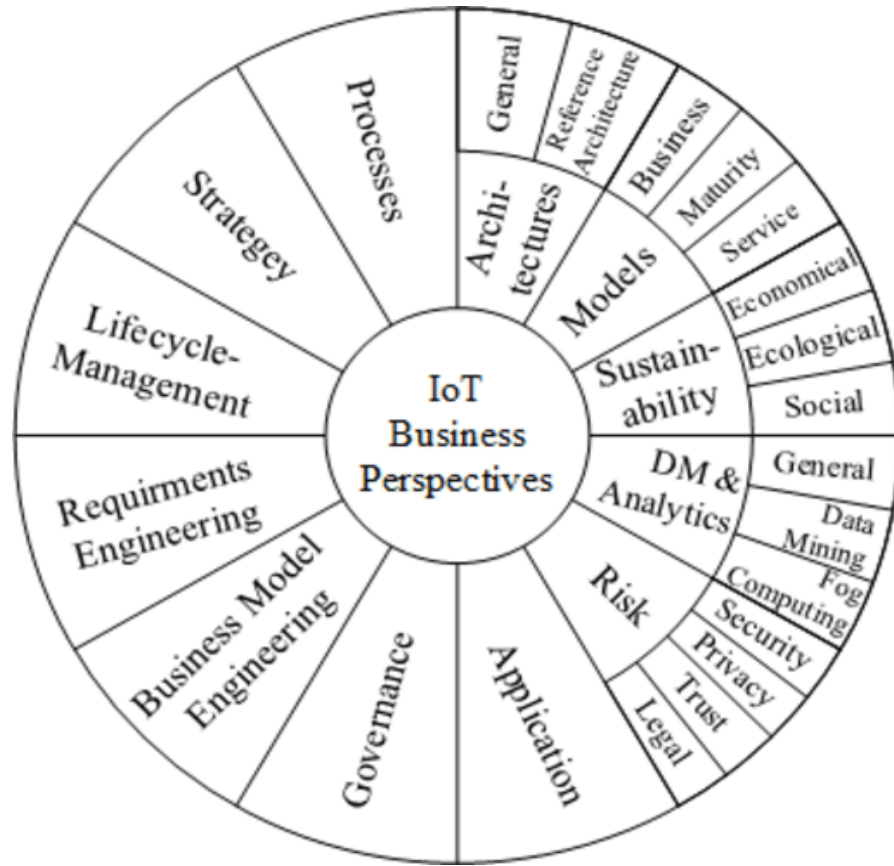 IoT
Business
Perspectives
Archi-
tectures
General
Reference
Architecture
Models
Business
Maturity
Service
Sustain-
ability
Economical
Ecological
Social
DM &
Analytics
General
Data
Mining
Fog
Computing
Risk
Security
Privacy
Trust
Legal
Application
Governance
Business Model
Engineering
Requirments
Engineering
Lifecycle-
Management
Strategey
Processes